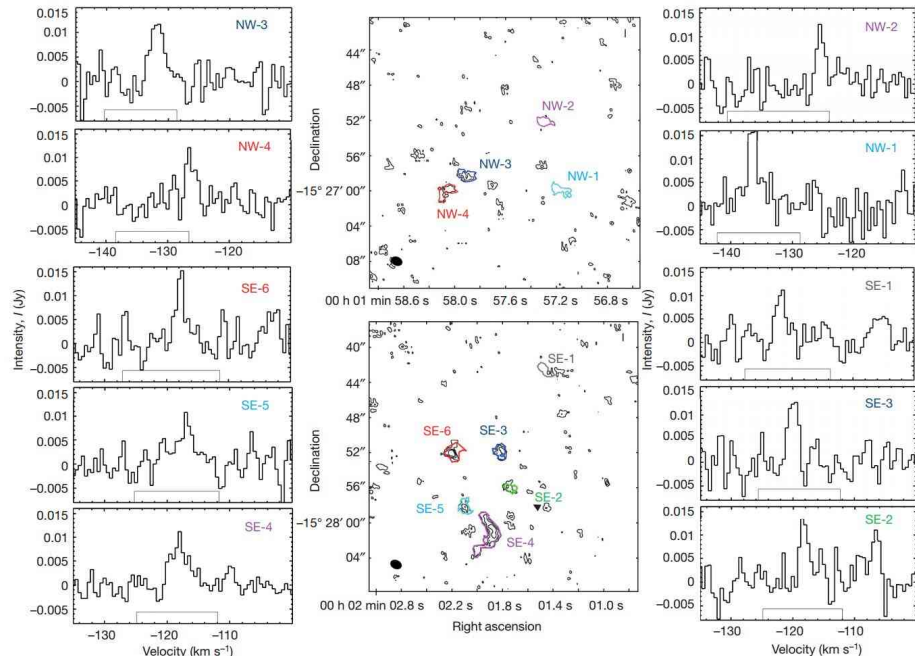 NW-3
0.015
0.01
0.005
0
−0.005
NW-4
0.015
0.01
0.005
0
−0.005
−140
−130
−120
SE-6
0.015
0.01
0.005
0
−0.005
Intensity, I (Jy)
SE-5
0.015
0.01
0.005
0
−0.005
SE-4
0.015
0.01
0.005
0
−0.005
−130
−120
−110
Velocity (km s⁻¹)
44″
48″
52″
56″
−15° 27′ 00″
04″
08″
Declination
NW-2
NW-3
NW-1
NW-4
00 h 01 min 58.6 s 58.0 s 57.6 s 57.2 s 56.8 s
40″
44″
48″
52″
56″
−15° 28′ 00″
04″
Declination
SE-1
SE-6
SE-3
SE-2
SE-5
SE-4
00 h 02 min 02.8 s 02.2 s 01.8 s 01.4 s 01.0 s
Right ascension
NW-2
0.015
0.01
0.005
0
−0.005
NW-1
0.015
0.01
0.005
0
−0.005
−140
−130
−120
SE-1
0.015
0.01
0.005
0
−0.005
Intensity, I (Jy)
SE-3
0.015
0.01
0.005
0
−0.005
SE-2
0.015
0.01
0.005
0
−0.005
−130
−120
−110
Velocity (km s⁻¹)